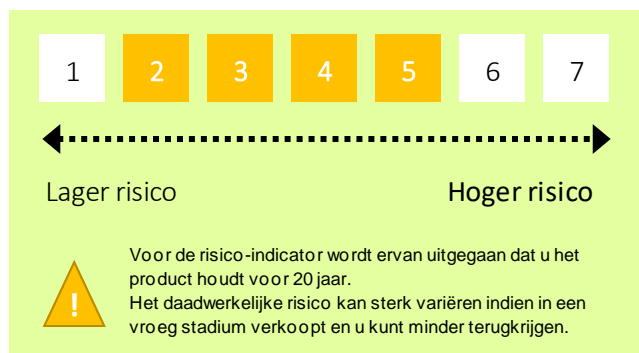 1 2 3 4 5 6 7
Lager risico Hoger risico
Voor de risico-indicator wordt ervan uitgegaan dat u het
product houdt voor 20 jaar.
Het daadwerkelijke risico kan sterk variëren indien in een
vroeg stadium verkoopt en u kunt minder terugkrijgen.
!